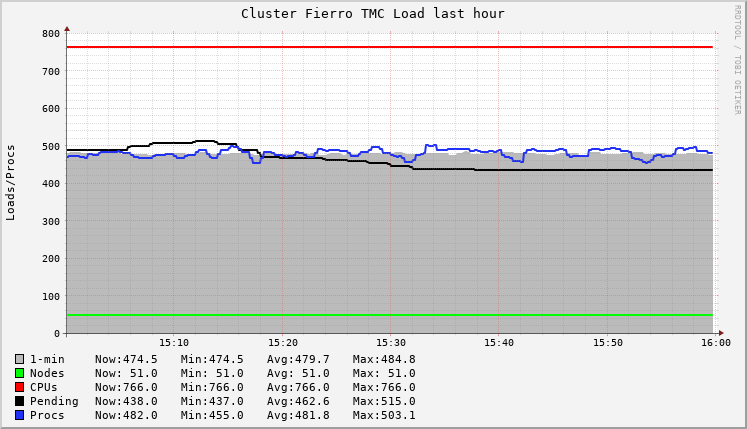 Cluster Fierro TMC Load last hour
RRDTOOL / TOBI OETIKER
Loads/Procs
800
700
600
500
400
300
200
100
0
15:10 15:20 15:30 15:40 15:50 16:00
1-min Now:474.5 Min:474.5 Avg:479.7 Max:484.8
Nodes Now: 51.0 Min: 51.0 Avg: 51.0 Max: 51.0
CPUs Now:766.0 Min:766.0 Avg:766.0 Max:766.0
Pending Now:438.0 Min:437.0 Avg:462.6 Max:515.0
Procs Now:482.0 Min:455.0 Avg:481.8 Max:503.1